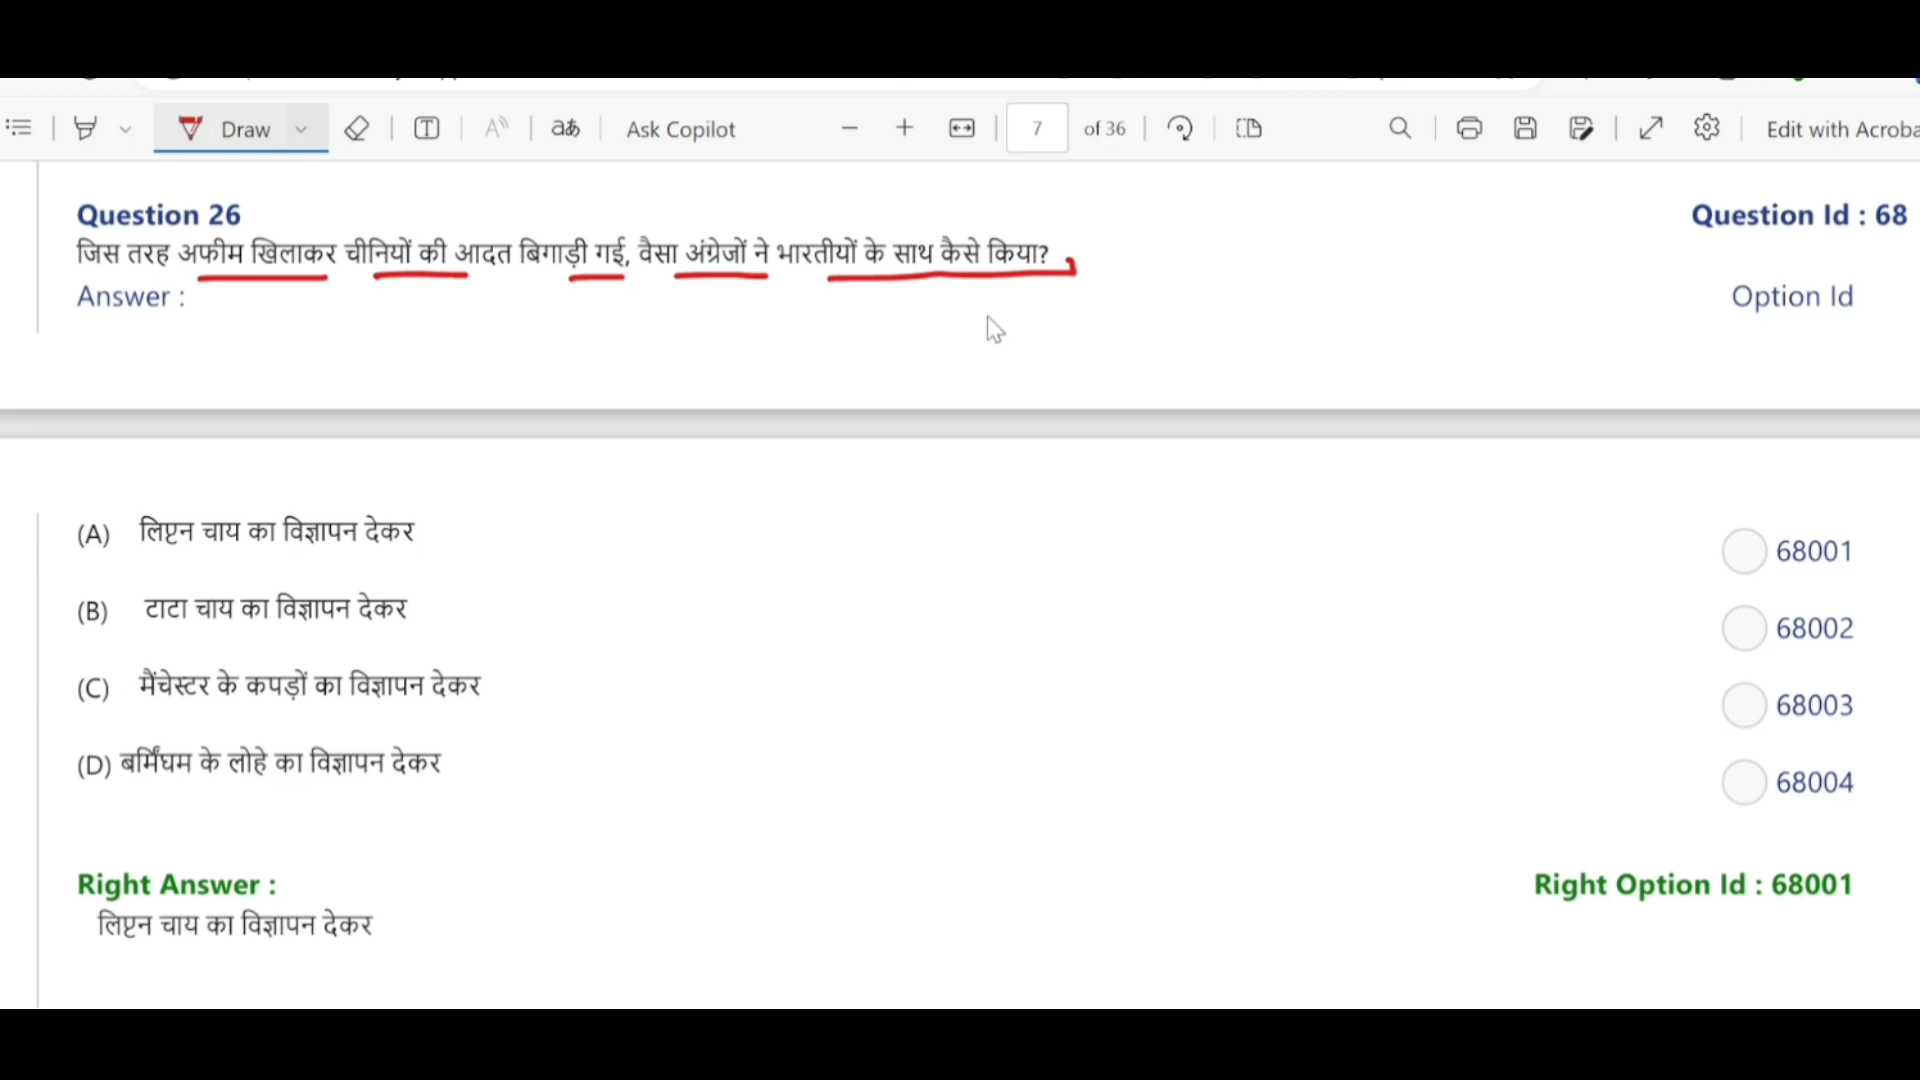 Draw
T
aあ
Ask Copilot
7
of 36
Edit with Acroba
Question 26
Question Id : 68
जिस तरह अफीम खिलाकर चीनियों की आदत बिगाड़ी गई, वैसा अंग्रेजों ने भारतीयों के साथ कैसे किया?
Answer :
Option Id
(A) लिप्टन चाय का विज्ञापन देकर
68001
(B) टाटा चाय का विज्ञापन देकर
68002
(C) मैंचेस्टर के कपड़ों का विज्ञापन देकर
68003
(D) बर्मिंघम के लोहे का विज्ञापन देकर
68004
Right Answer :
Right Option Id : 68001
लिप्टन चाय का विज्ञापन देकर